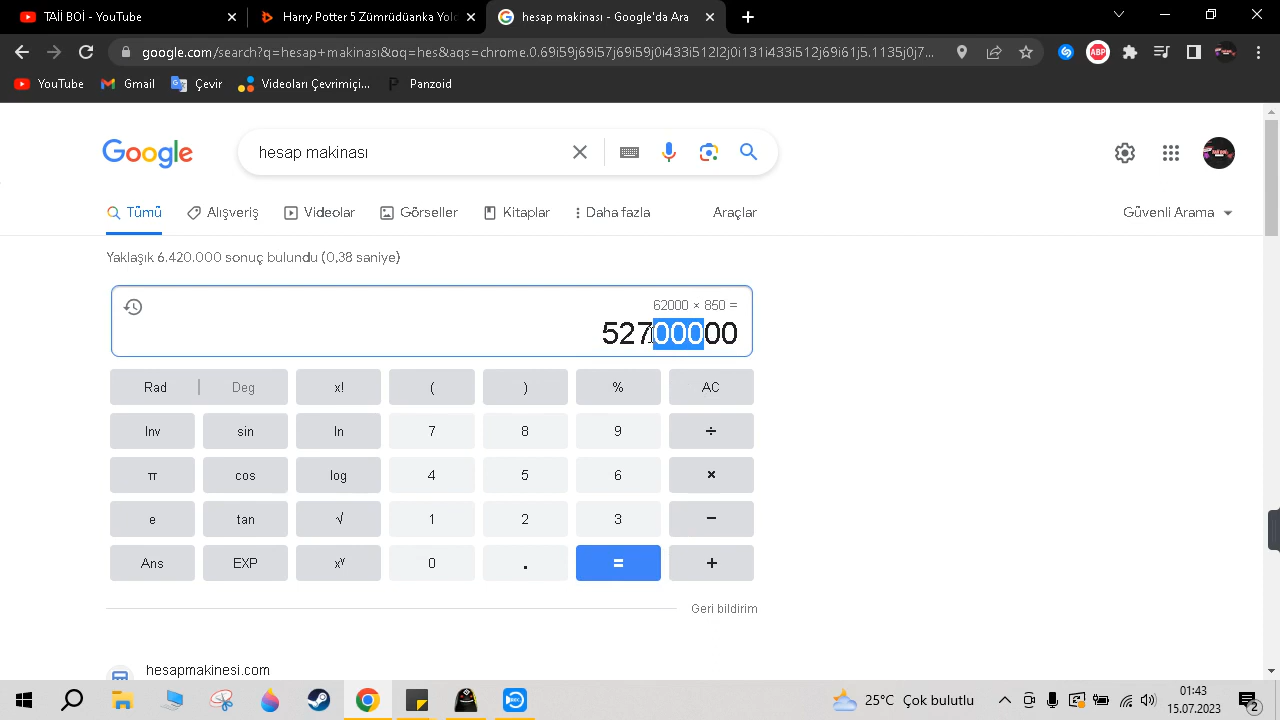 TAİİ BOİ - YouTube
Harry Potter 5 Zümrüdüanka Yolc
hesap makinası - Google'da Ara
google.com/search?q=hesap+makinası&oq=hes&aqs=chrome.0.69i59j69i57j69i59j0i433i512l2j0i131i433i512j69i61j5.1135j0j7...
ABP
YouTube
Gmail
Çevir
Videoları Çevrimiçi...
Panzoid
Google
hesap makinası
Tümü
Alışveriş
Videolar
Görseller
Kitaplar
Daha fazla
Araçlar
Güvenli Arama
Yaklaşık 6.420.000 sonuç bulundu (0,38 saniye)
62000 × 850 =
52700000
Rad | Deg
x!
(
)
%
AC
Inv
sin
ln
7
8
9
÷
π
cos
log
4
5
6
×
e
tan
√
1
2
3
−
Ans
EXP
xʸ
0
.
=
+
Geri bildirim
hesapmakinesi.com
25°C Çok bulutlu
01:43
15.07.2023
2